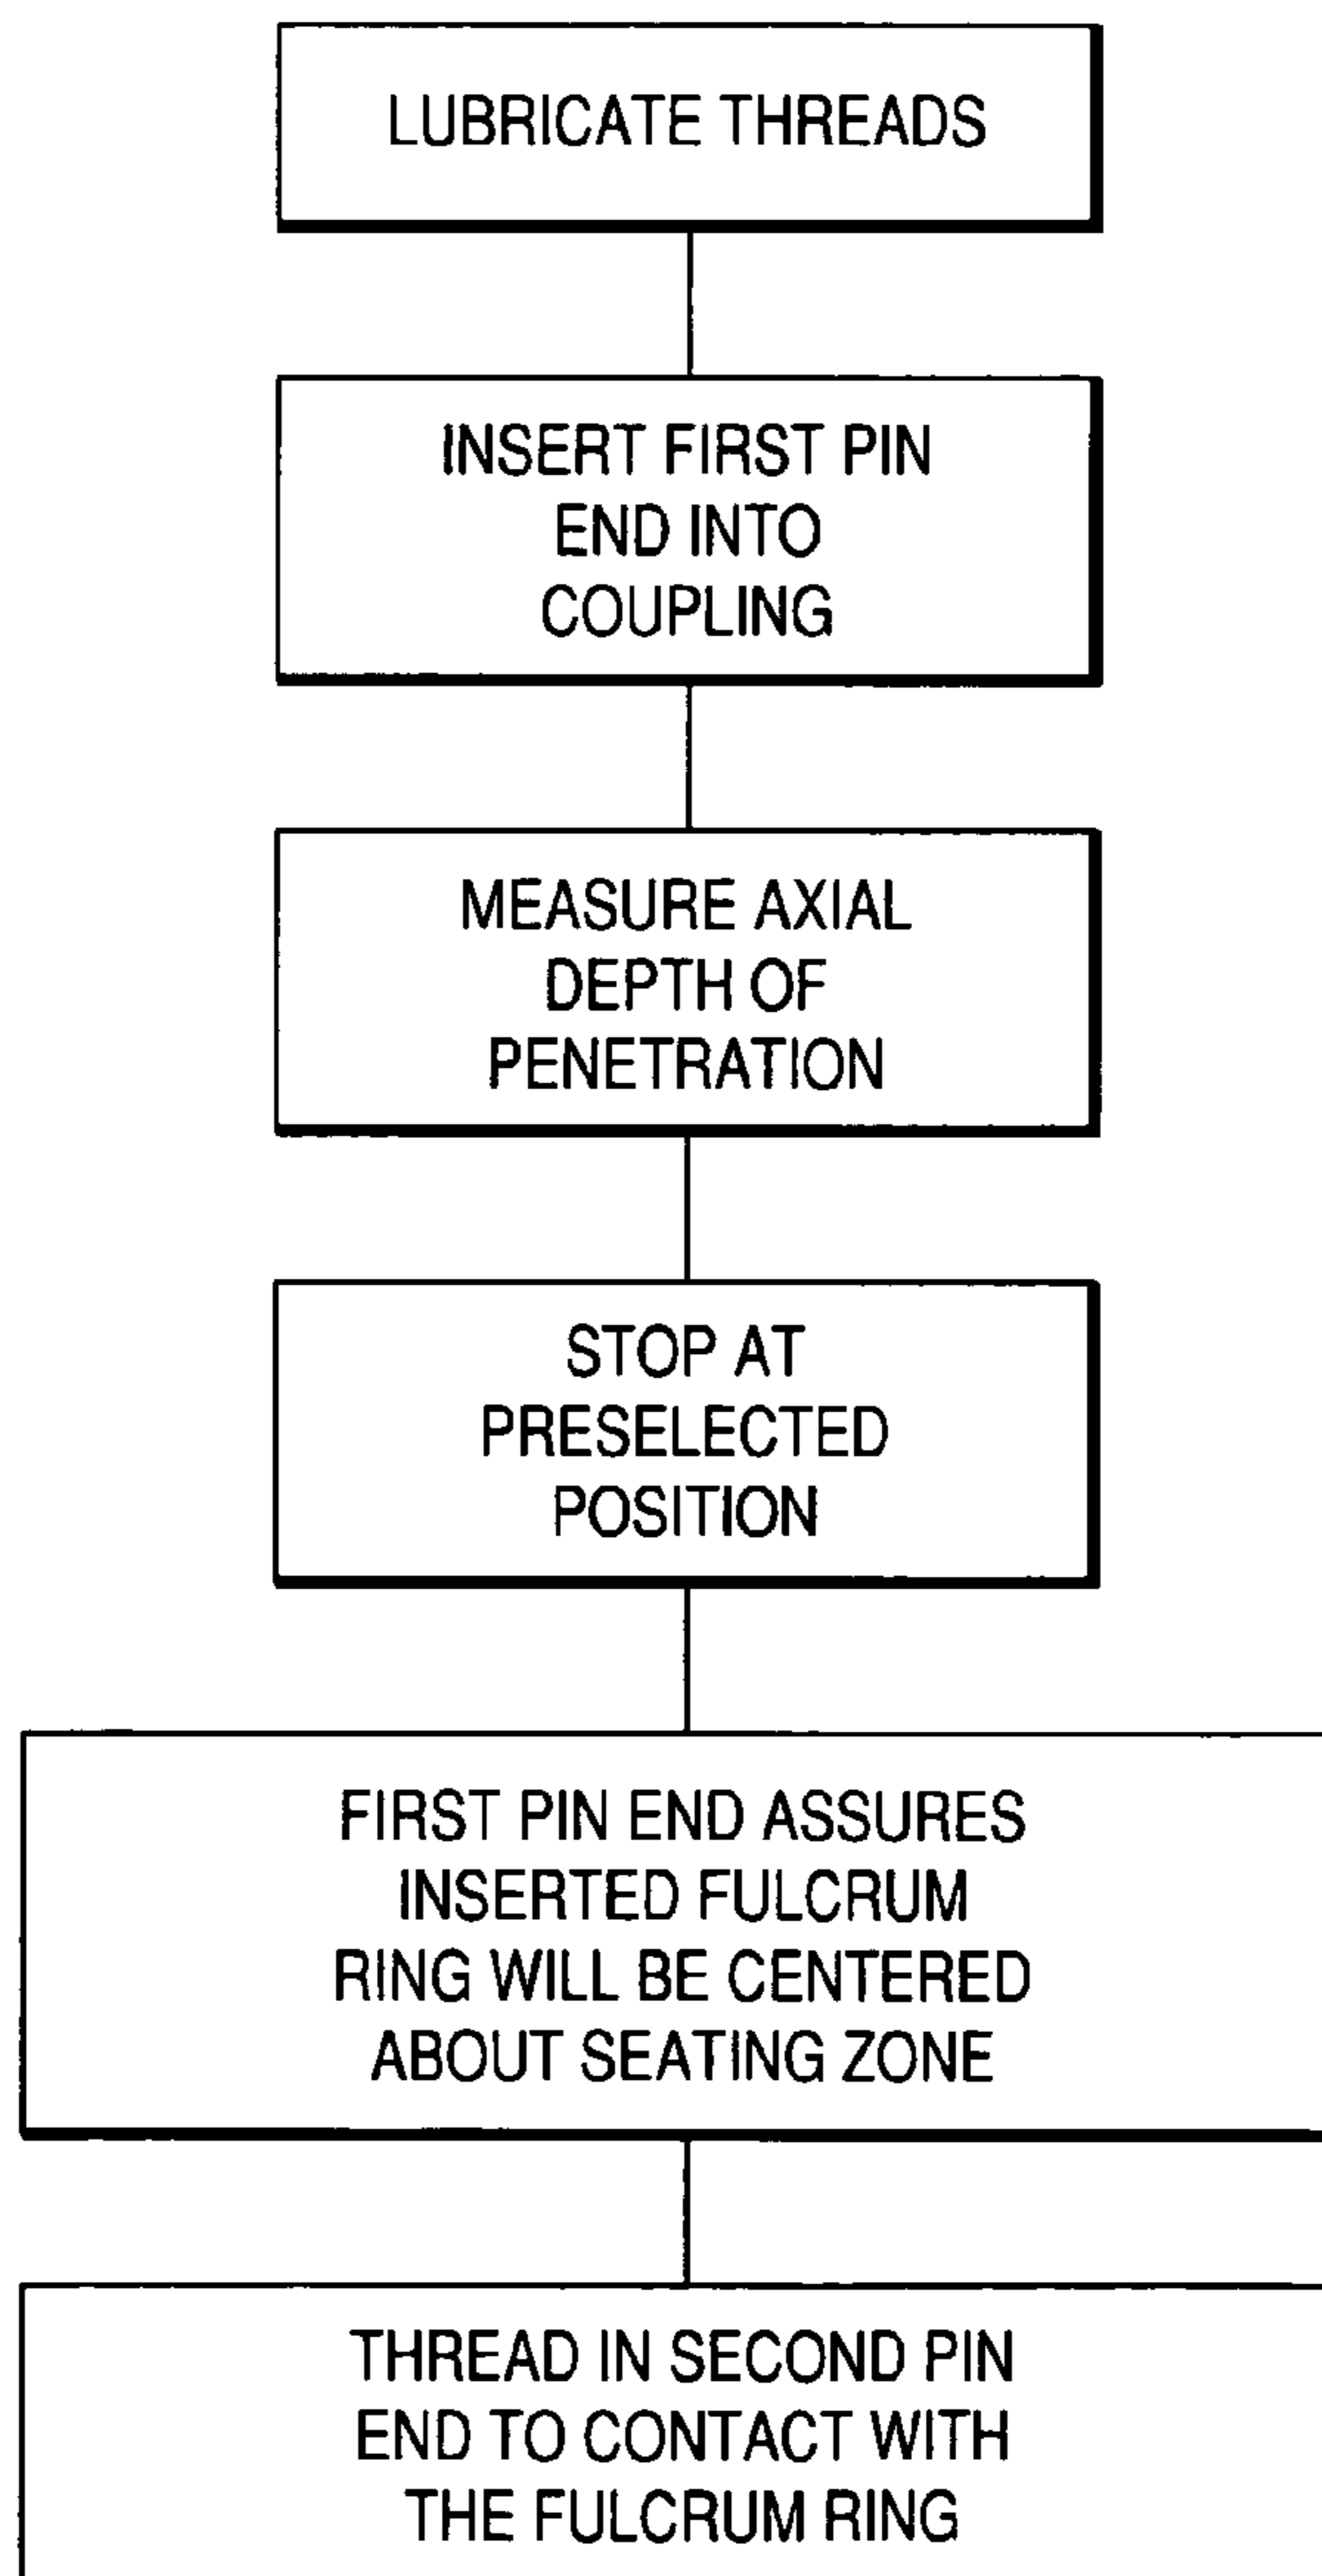 LUBRICATE THREADS
INSERT FIRST PIN
END INTO
COUPLING
MEASURE AXIAL
DEPTH OF
PENETRATION
STOP AT
PRESELECTED
POSITION
FIRST PIN END ASSURES
INSERTED FULCRUM
RING WILL BE CENTERED
ABOUT SEATING ZONE
THREAD IN SECOND PIN
END TO CONTACT WITH
THE FULCRUM RING